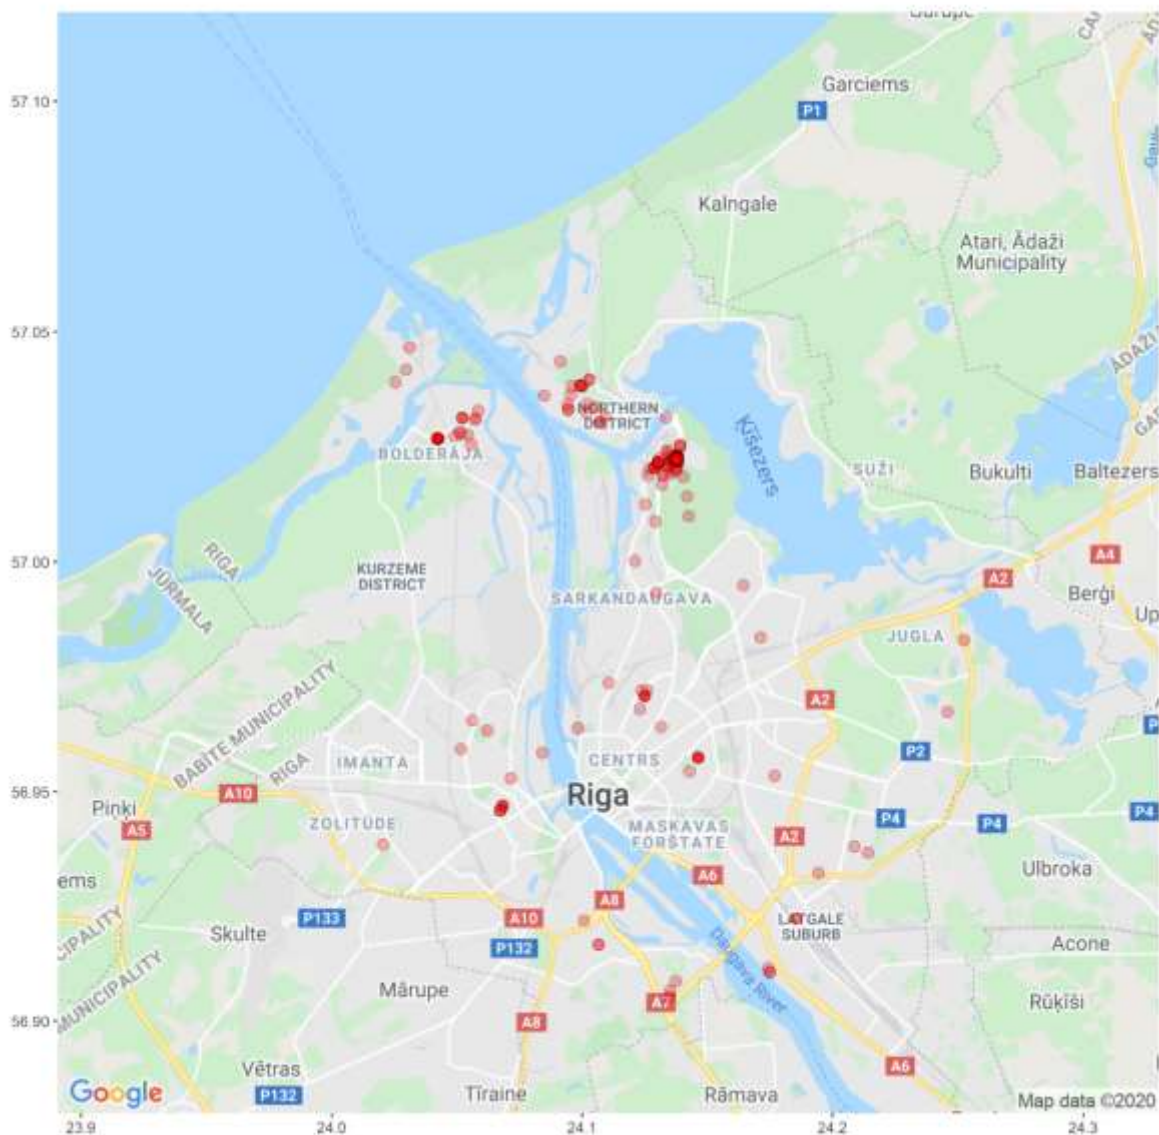 57.10
57.05
57.00
56.95
56.90
Garciems
P1
Kalngale
Atari, Ādaži
Municipality
NORTHERN
DISTRICT
BOLDERĀJA
Ķīšezers
SUŽI
Bukulti
Baltezers
RIGA
JŪRMALA
KURZEME
DISTRICT
A4
A2
Berģi
SARKANDAUGAVA
JUGLA
BABĪTE MUNICIPALITY
RIGA
A2
IMANTA
CENTRS
P2
Riga
A10
Piņķi
A5
ZOLITŪDE
MASKAVAS
FORŠTATE
A2
P4
P4
P4
Ulbroka
ems
A6
A8
P133
A10
LATGALE
SUBURB
Skulte
P132
Acone
MUNICIPALITY
Daugava River
Mārupe
A7
Rūķīši
A8
Vētras
A6
Google
P132
Tīraine
Rāmava
Map data ©2020
23.9
24.0
24.1
24.2
24.3